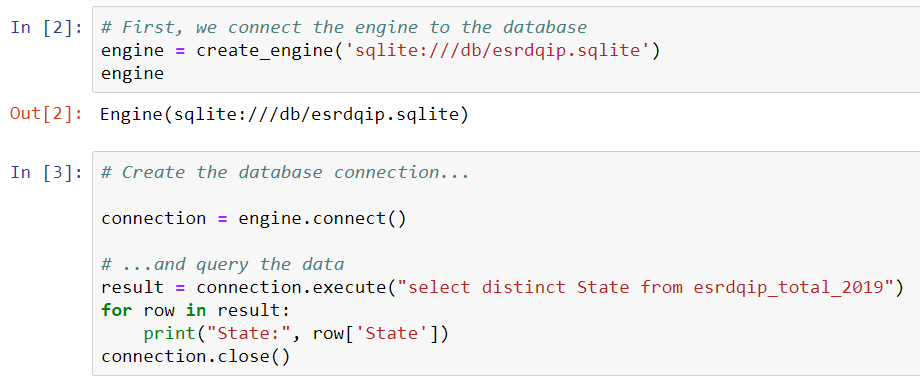 In [2]: # First, we connect the engine to the database
engine = create_engine('sqlite:///db/esrdqip.sqlite')
engine
Out[2]: Engine(sqlite:///db/esrdqip.sqlite)
In [3]: # Create the database connection...
connection = engine.connect()
# ...and query the data
result = connection.execute("select distinct State from esrdqip_total_2019")
for row in result:
    print("State:", row['State'])
connection.close()